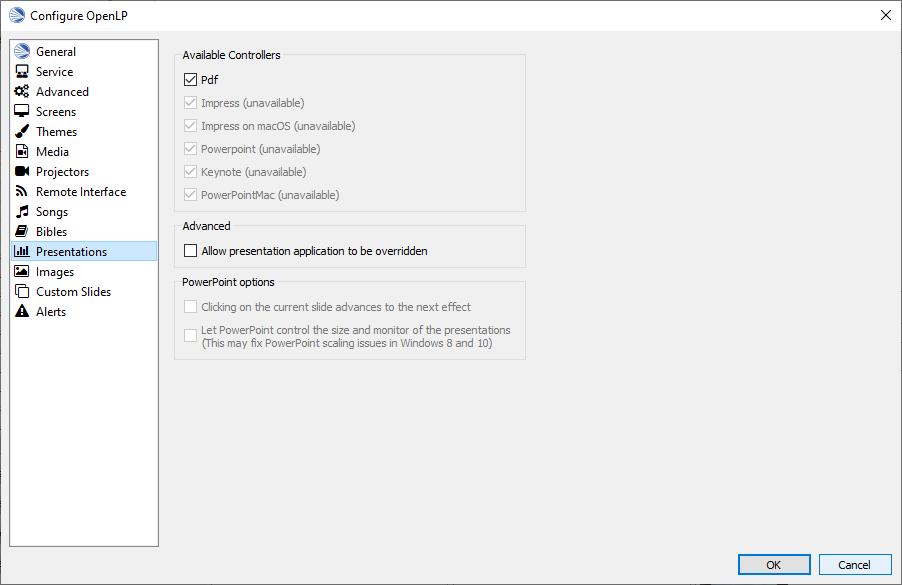 Configure OpenLP
General
Service
Advanced
Screens
Themes
Media
Projectors
Remote Interface
Songs
Bibles
Presentations
Images
Custom Slides
Alerts
Available Controllers
Pdf
Impress (unavailable)
Impress on macOS (unavailable)
Powerpoint (unavailable)
Keynote (unavailable)
PowerPointMac (unavailable)
Advanced
Allow presentation application to be overridden
PowerPoint options
Clicking on the current slide advances to the next effect
Let PowerPoint control the size and monitor of the presentations
(This may fix PowerPoint scaling issues in Windows 8 and 10)
OK
Cancel